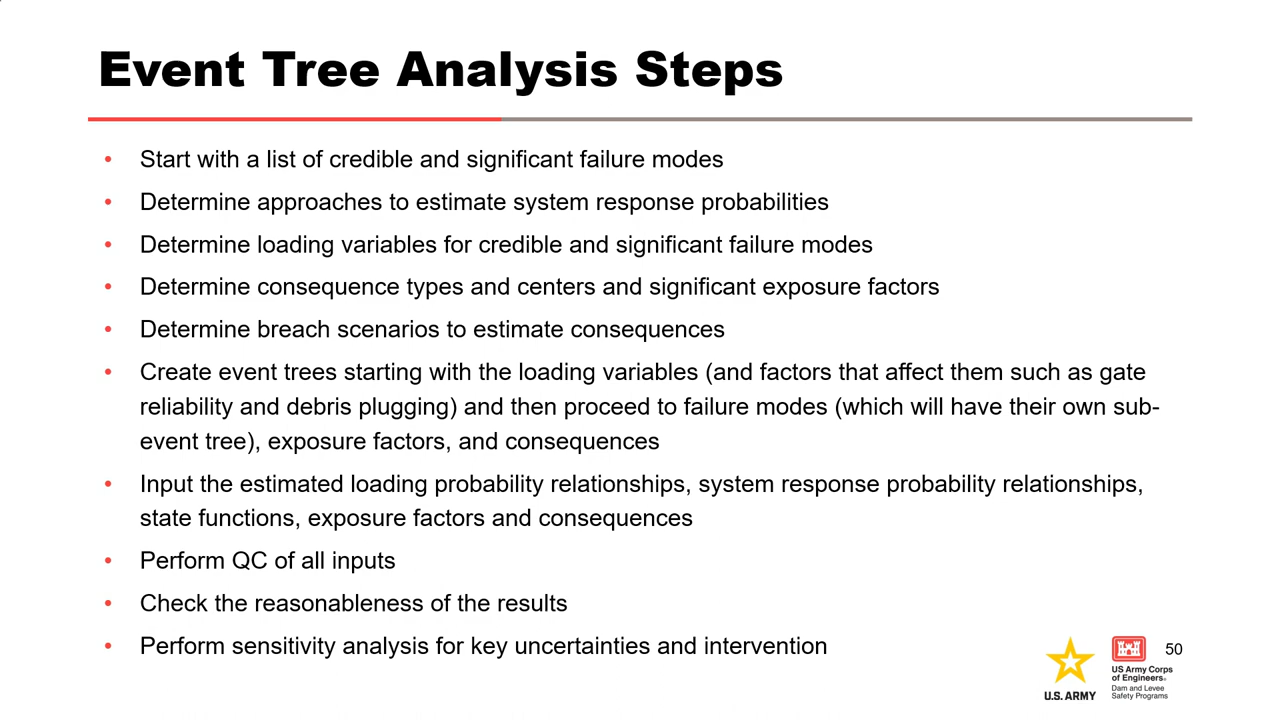 Event Tree Analysis Steps
• Start with a list of credible and significant failure modes
• Determine approaches to estimate system response probabilities
• Determine loading variables for credible and significant failure modes
• Determine consequence types and centers and significant exposure factors
• Determine breach scenarios to estimate consequences
• Create event trees starting with the loading variables (and factors that affect them such as gate
reliability and debris plugging) and then proceed to failure modes (which will have their own sub-
event tree), exposure factors, and consequences
• Input the estimated loading probability relationships, system response probability relationships,
state functions, exposure factors and consequences
• Perform QC of all inputs
• Check the reasonableness of the results
• Perform sensitivity analysis for key uncertainties and intervention
U.S. ARMY
US Army Corps
of Engineers®
Dam and Levee
Safety Programs
50